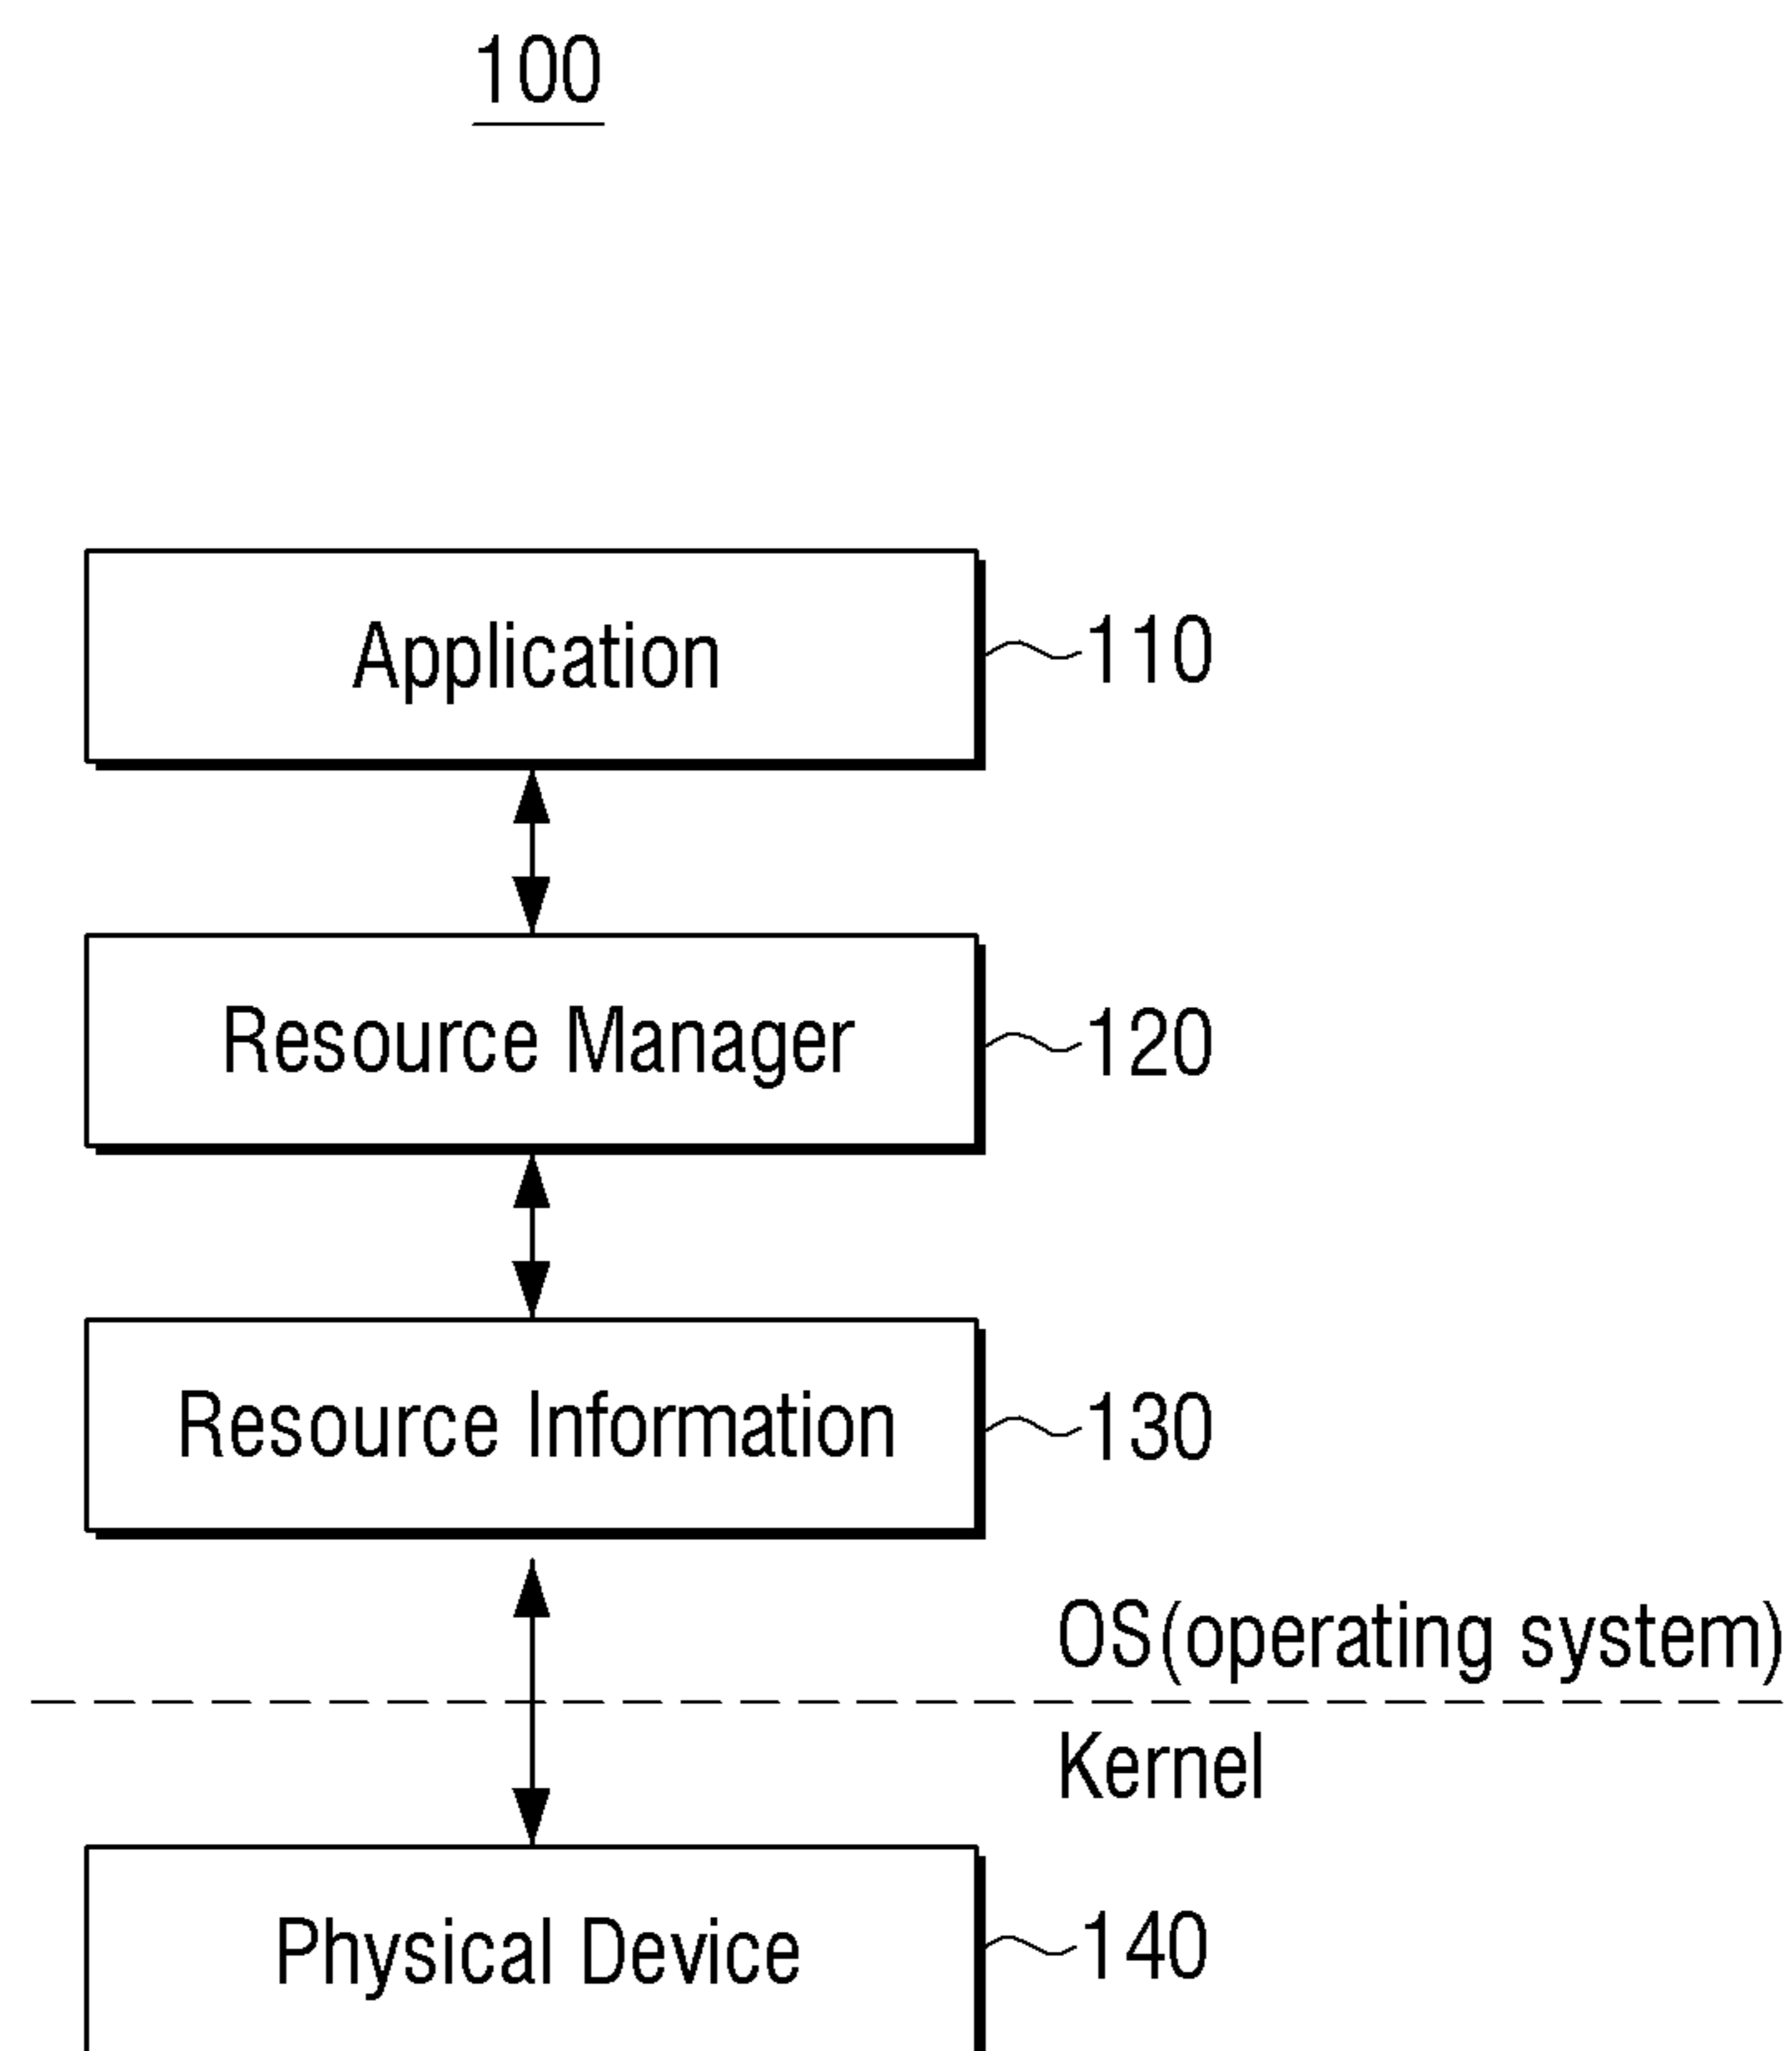 100
Application
110
Resource Manager
120
Resource Information
130
OS(operating system)
Kernel
Physical Device
140